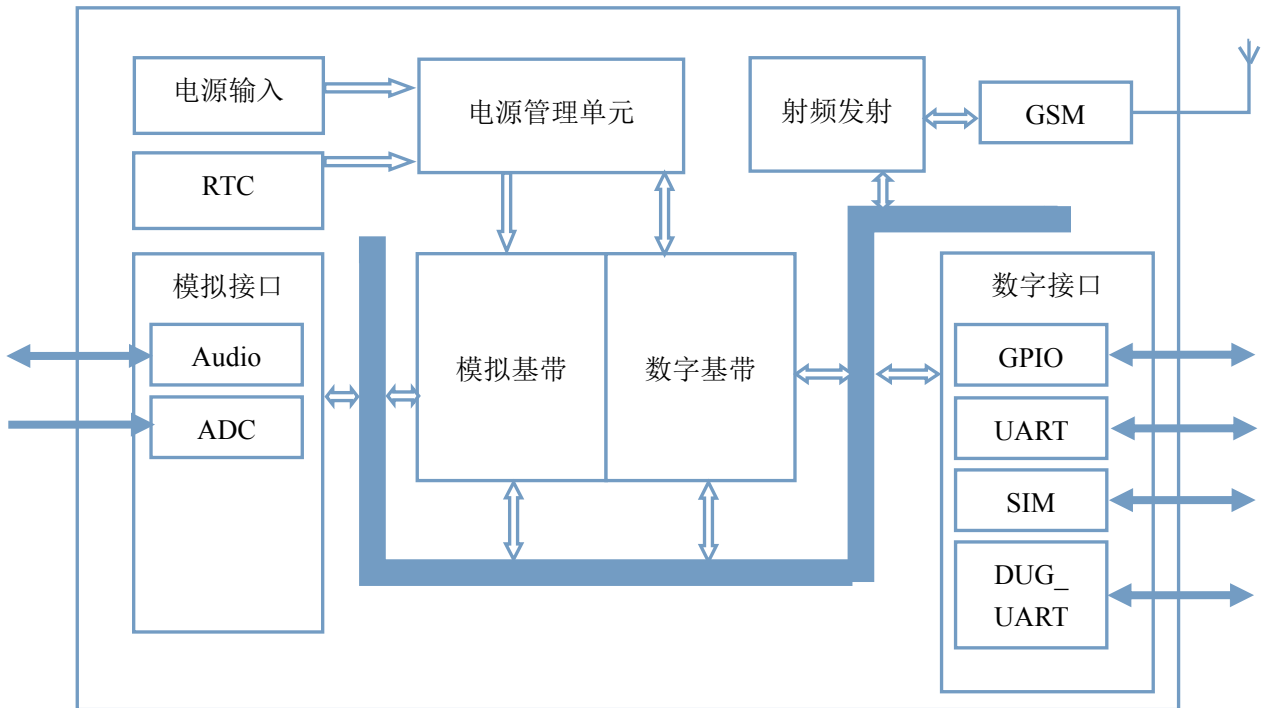 电源输入
电源管理单元
射频发射
GSM
RTC
模拟接口
Audio
ADC
模拟基带
数字基带
数字接口
GPIO
UART
SIM
DUG_
UART